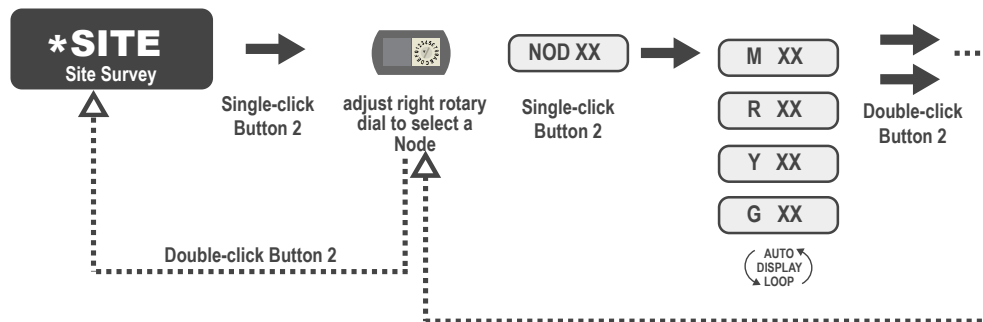 *SITE
Site Survey
Single-click
Button 2
adjust right rotary
dial to select a
Node
NOD XX
Single-click
Button 2
M XX
R XX
Y XX
G XX
AUTO
DISPLAY
LOOP
Double-click
Button 2
...
Double-click Button 2